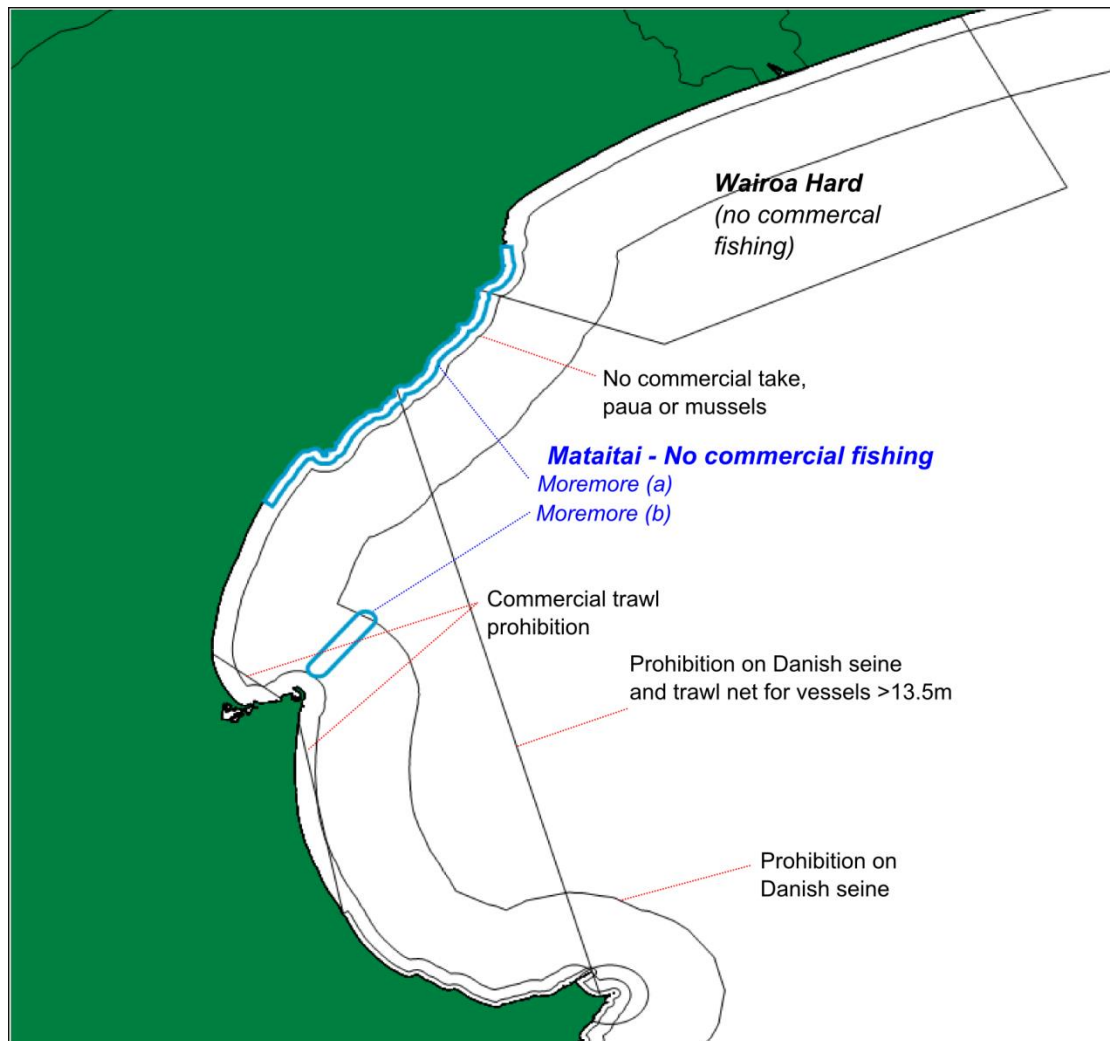 Wairoa Hard
(no commercal
fishing)
No commercial take,
paua or mussels
Mataitai - No commercial fishing
Moremore (a)
Moremore (b)
Commercial trawl
prohibition
Prohibition on Danish seine
and trawl net for vessels >13.5m
Prohibition on
Danish seine